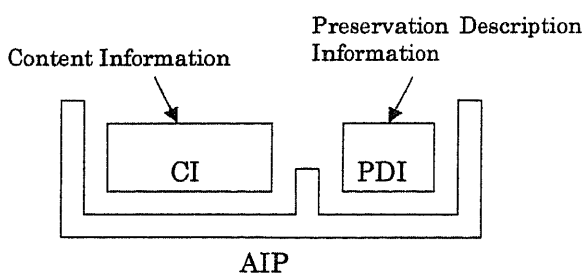 Preservation Description
Information
Content Information
CI
PDI
AIP